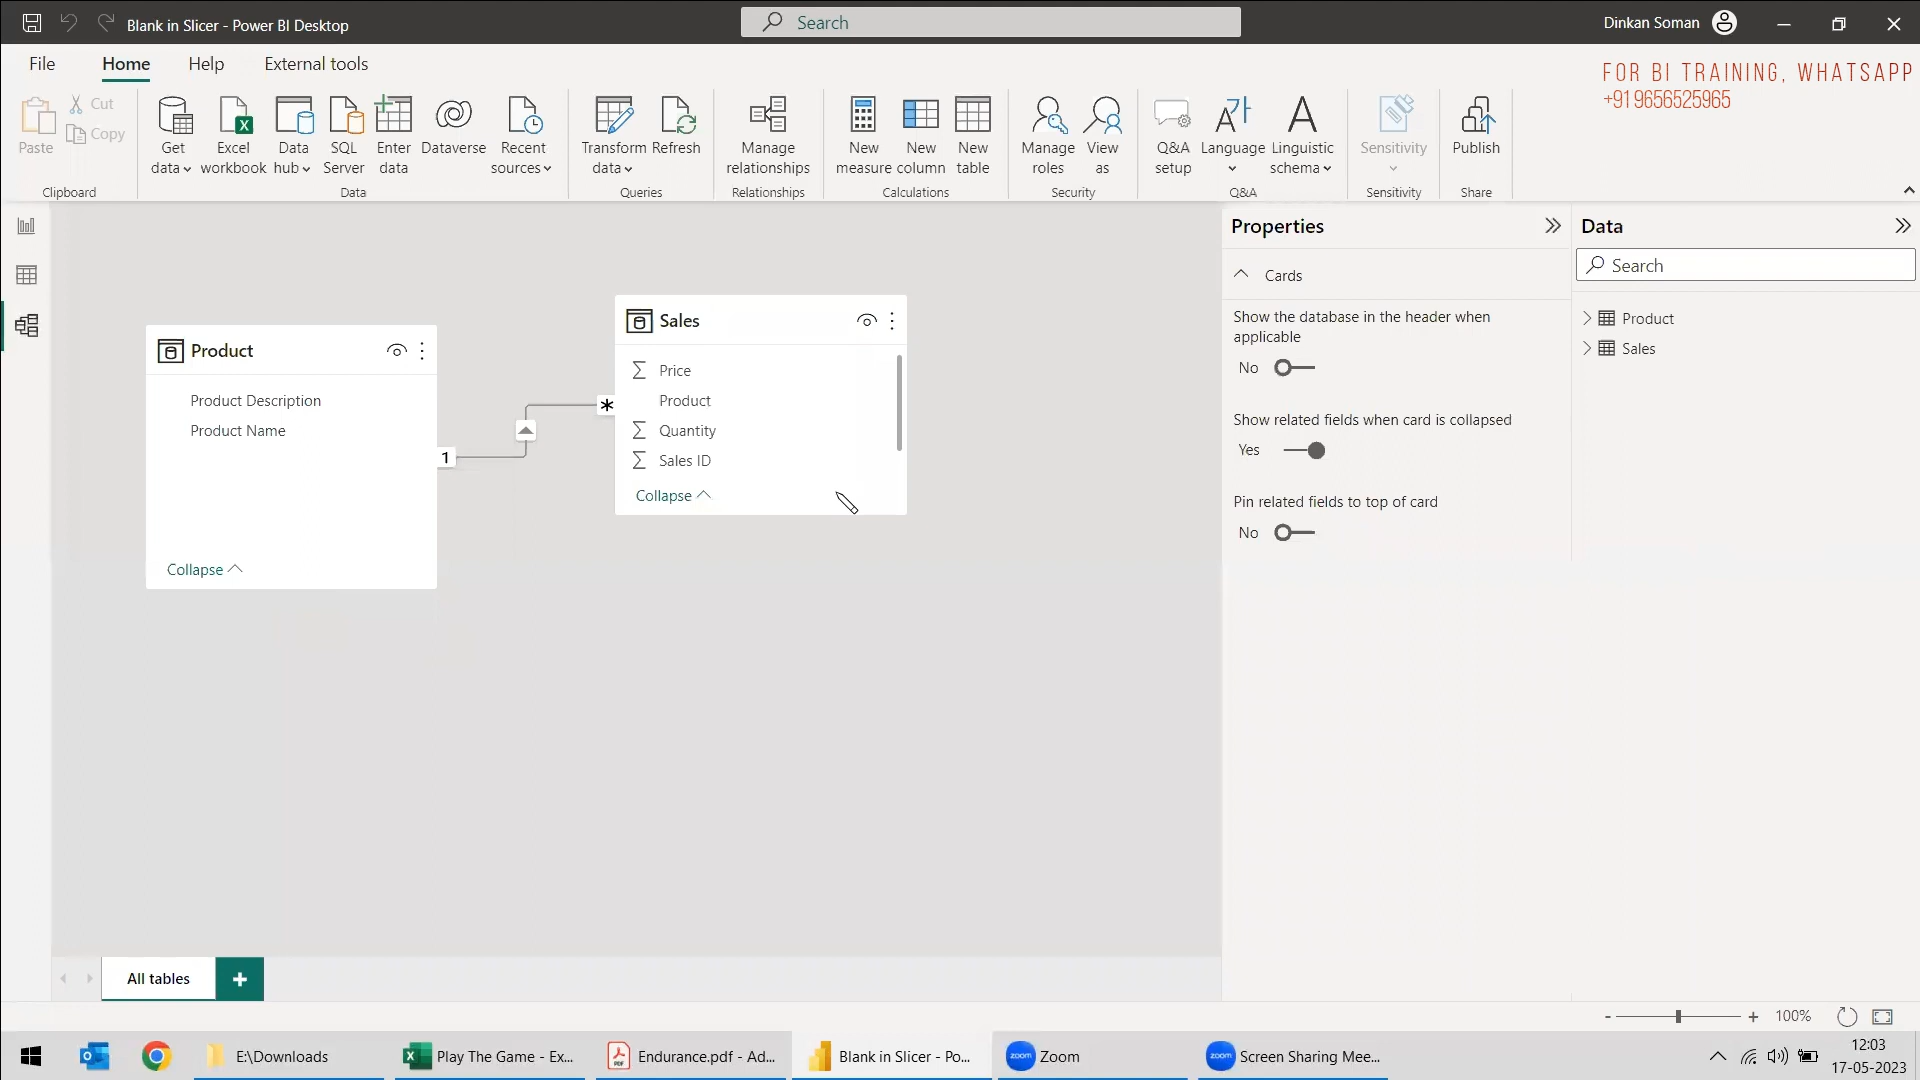 Blank in Slicer - Power BI Desktop
Search
Dinkan Soman
File
Home
Help
External tools
FOR BI TRAINING, WHATSAPP
+91 9656525965
Paste
Cut
Copy
Clipboard
Get data
Excel workbook
Data hub
SQL Server
Enter data
Dataverse
Recent sources
Data
Transform data
Refresh
Queries
Manage relationships
Relationships
New measure
New column
New table
Calculations
Manage roles
View as
Security
Q&A setup
Language
Linguistic schema
Q&A
Sensitivity
Sensitivity
Publish
Share
Product
Product Description
Product Name
Collapse
1
*
Sales
Σ Price
Product
Σ Quantity
Σ Sales ID
Collapse
Properties
Cards
Show the database in the header when
applicable
No
Show related fields when card is collapsed
Yes
Pin related fields to top of card
No
Data
Search
Product
Sales
All tables
+
- + 100%
E:\Downloads
Play The Game - Ex...
Endurance.pdf - Ad...
Blank in Slicer - Po...
zoom Zoom
zoom Screen Sharing Mee...
12:03
17-05-2023